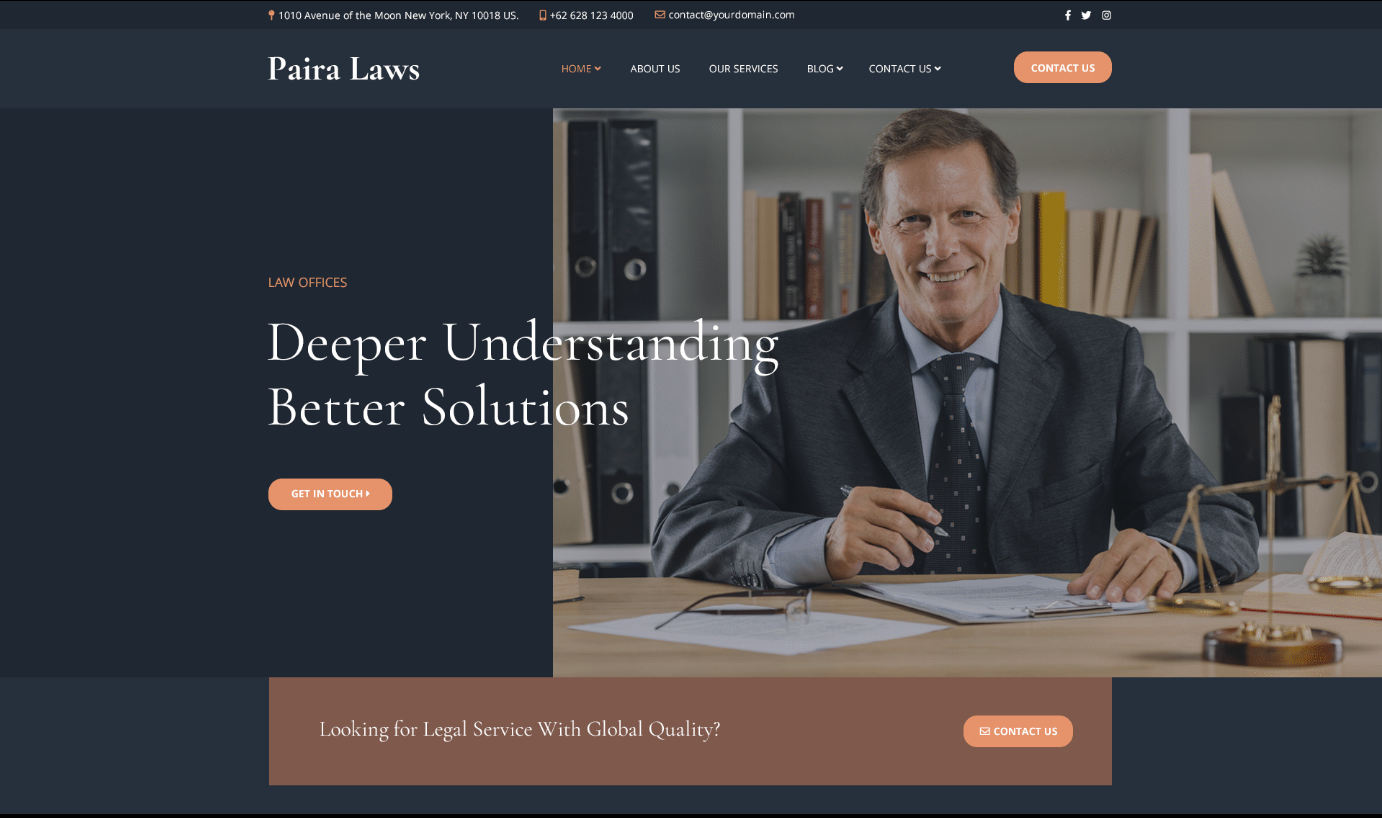 1010 Avenue of the Moon New York, NY 10018 US. +62 628 123 4000 contact@yourdomain.com
Paira Laws
HOME ABOUT US OUR SERVICES BLOG CONTACT US CONTACT US
LAW OFFICES
Deeper Understanding
Better Solutions
GET IN TOUCH
Looking for Legal Service With Global Quality?
CONTACT US